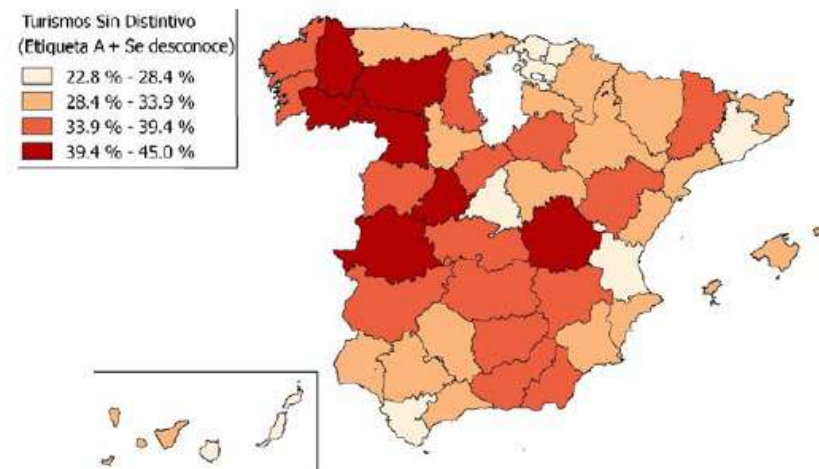 Turismos Sin Distintivo
(Etiqueta A + Se desconoce)
22.8 % - 28.4 %
28.4 % - 33.9 %
33.9 % - 39.4 %
39.4 % - 45.0 %